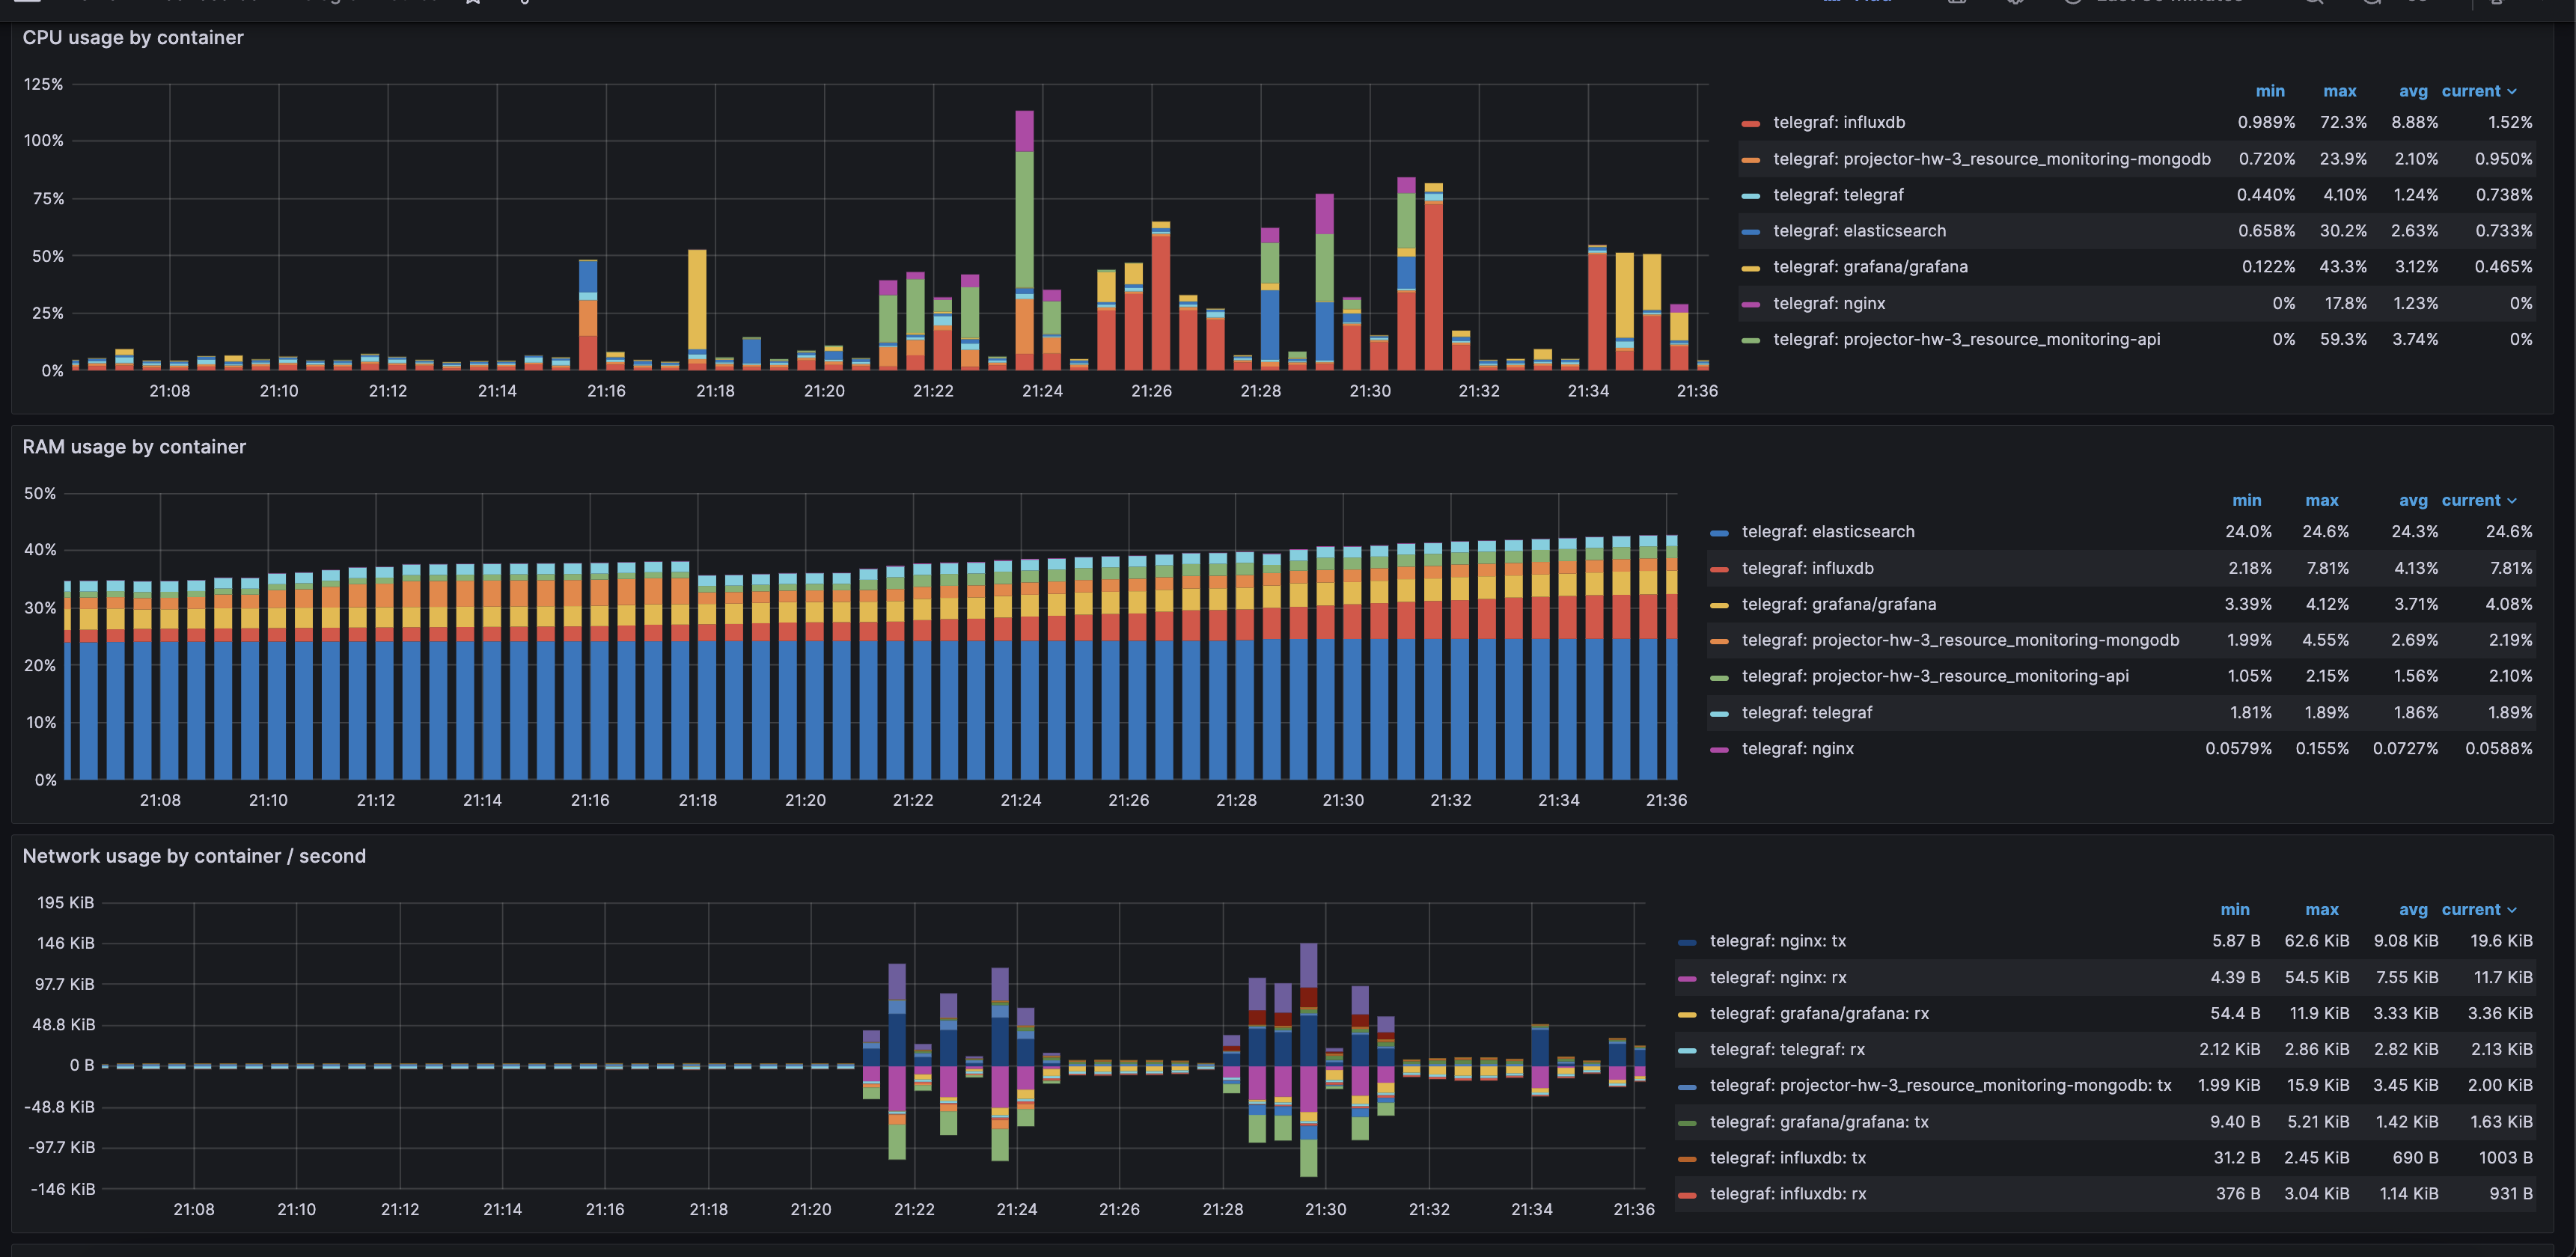 CPU usage by container
125%
100%
75%
50%
25%
0%
21:08 21:10 21:12 21:14 21:16 21:18 21:20 21:22 21:24 21:26 21:28 21:30 21:32 21:34 21:36
min max avg current
telegraf: influxdb 0.989% 72.3% 8.88% 1.52%
telegraf: projector-hw-3_resource_monitoring-mongodb 0.720% 23.9% 2.10% 0.950%
telegraf: telegraf 0.440% 4.10% 1.24% 0.738%
telegraf: elasticsearch 0.658% 30.2% 2.63% 0.733%
telegraf: grafana/grafana 0.122% 43.3% 3.12% 0.465%
telegraf: nginx 0% 17.8% 1.23% 0%
telegraf: projector-hw-3_resource_monitoring-api 0% 59.3% 3.74% 0%
RAM usage by container
50%
40%
30%
20%
10%
0%
21:08 21:10 21:12 21:14 21:16 21:18 21:20 21:22 21:24 21:26 21:28 21:30 21:32 21:34 21:36
min max avg current
telegraf: elasticsearch 24.0% 24.6% 24.3% 24.6%
telegraf: influxdb 2.18% 7.81% 4.13% 7.81%
telegraf: grafana/grafana 3.39% 4.12% 3.71% 4.08%
telegraf: projector-hw-3_resource_monitoring-mongodb 1.99% 4.55% 2.69% 2.19%
telegraf: projector-hw-3_resource_monitoring-api 1.05% 2.15% 1.56% 2.10%
telegraf: telegraf 1.81% 1.89% 1.86% 1.89%
telegraf: nginx 0.0579% 0.155% 0.0727% 0.0588%
Network usage by container / second
195 KiB
146 KiB
97.7 KiB
48.8 KiB
0 B
-48.8 KiB
-97.7 KiB
-146 KiB
21:08 21:10 21:12 21:14 21:16 21:18 21:20 21:22 21:24 21:26 21:28 21:30 21:32 21:34 21:36
min max avg current
telegraf: nginx: tx 5.87 B 62.6 KiB 9.08 KiB 19.6 KiB
telegraf: nginx: rx 4.39 B 54.5 KiB 7.55 KiB 11.7 KiB
telegraf: grafana/grafana: rx 54.4 B 11.9 KiB 3.33 KiB 3.36 KiB
telegraf: telegraf: rx 2.12 KiB 2.86 KiB 2.82 KiB 2.13 KiB
telegraf: projector-hw-3_resource_monitoring-mongodb: tx 1.99 KiB 15.9 KiB 3.45 KiB 2.00 KiB
telegraf: grafana/grafana: tx 9.40 B 5.21 KiB 1.42 KiB 1.63 KiB
telegraf: influxdb: tx 31.2 B 2.45 KiB 690 B 1003 B
telegraf: influxdb: rx 376 B 3.04 KiB 1.14 KiB 931 B